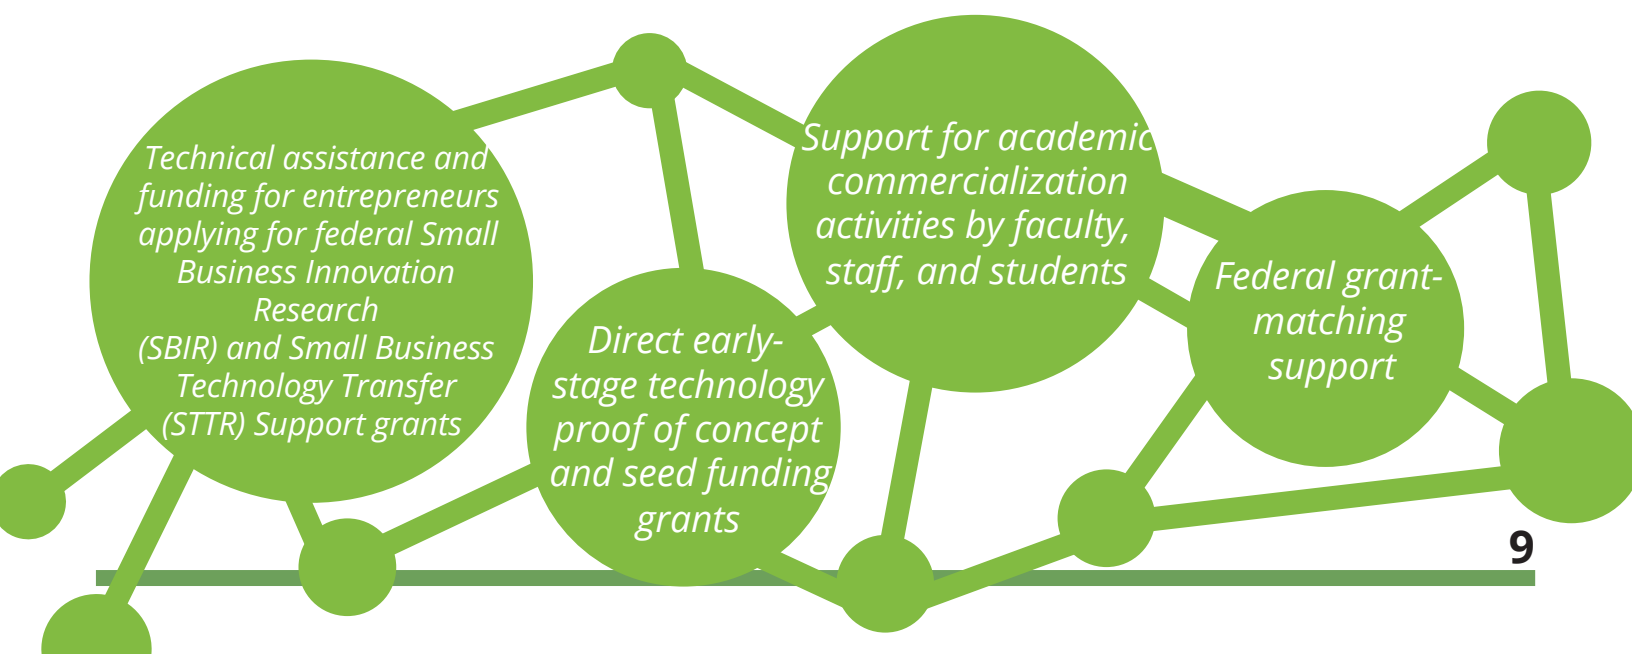 Technical assistance and
funding for entrepreneurs
applying for federal Small
Business Innovation
Research
(SBIR) and Small Business
Technology Transfer
(STTR) Support grants
Direct early-
stage technology
proof of concept
and seed funding
grants
Support for academic
commercialization
activities by faculty,
staff, and students
Federal grant-
matching
support
9